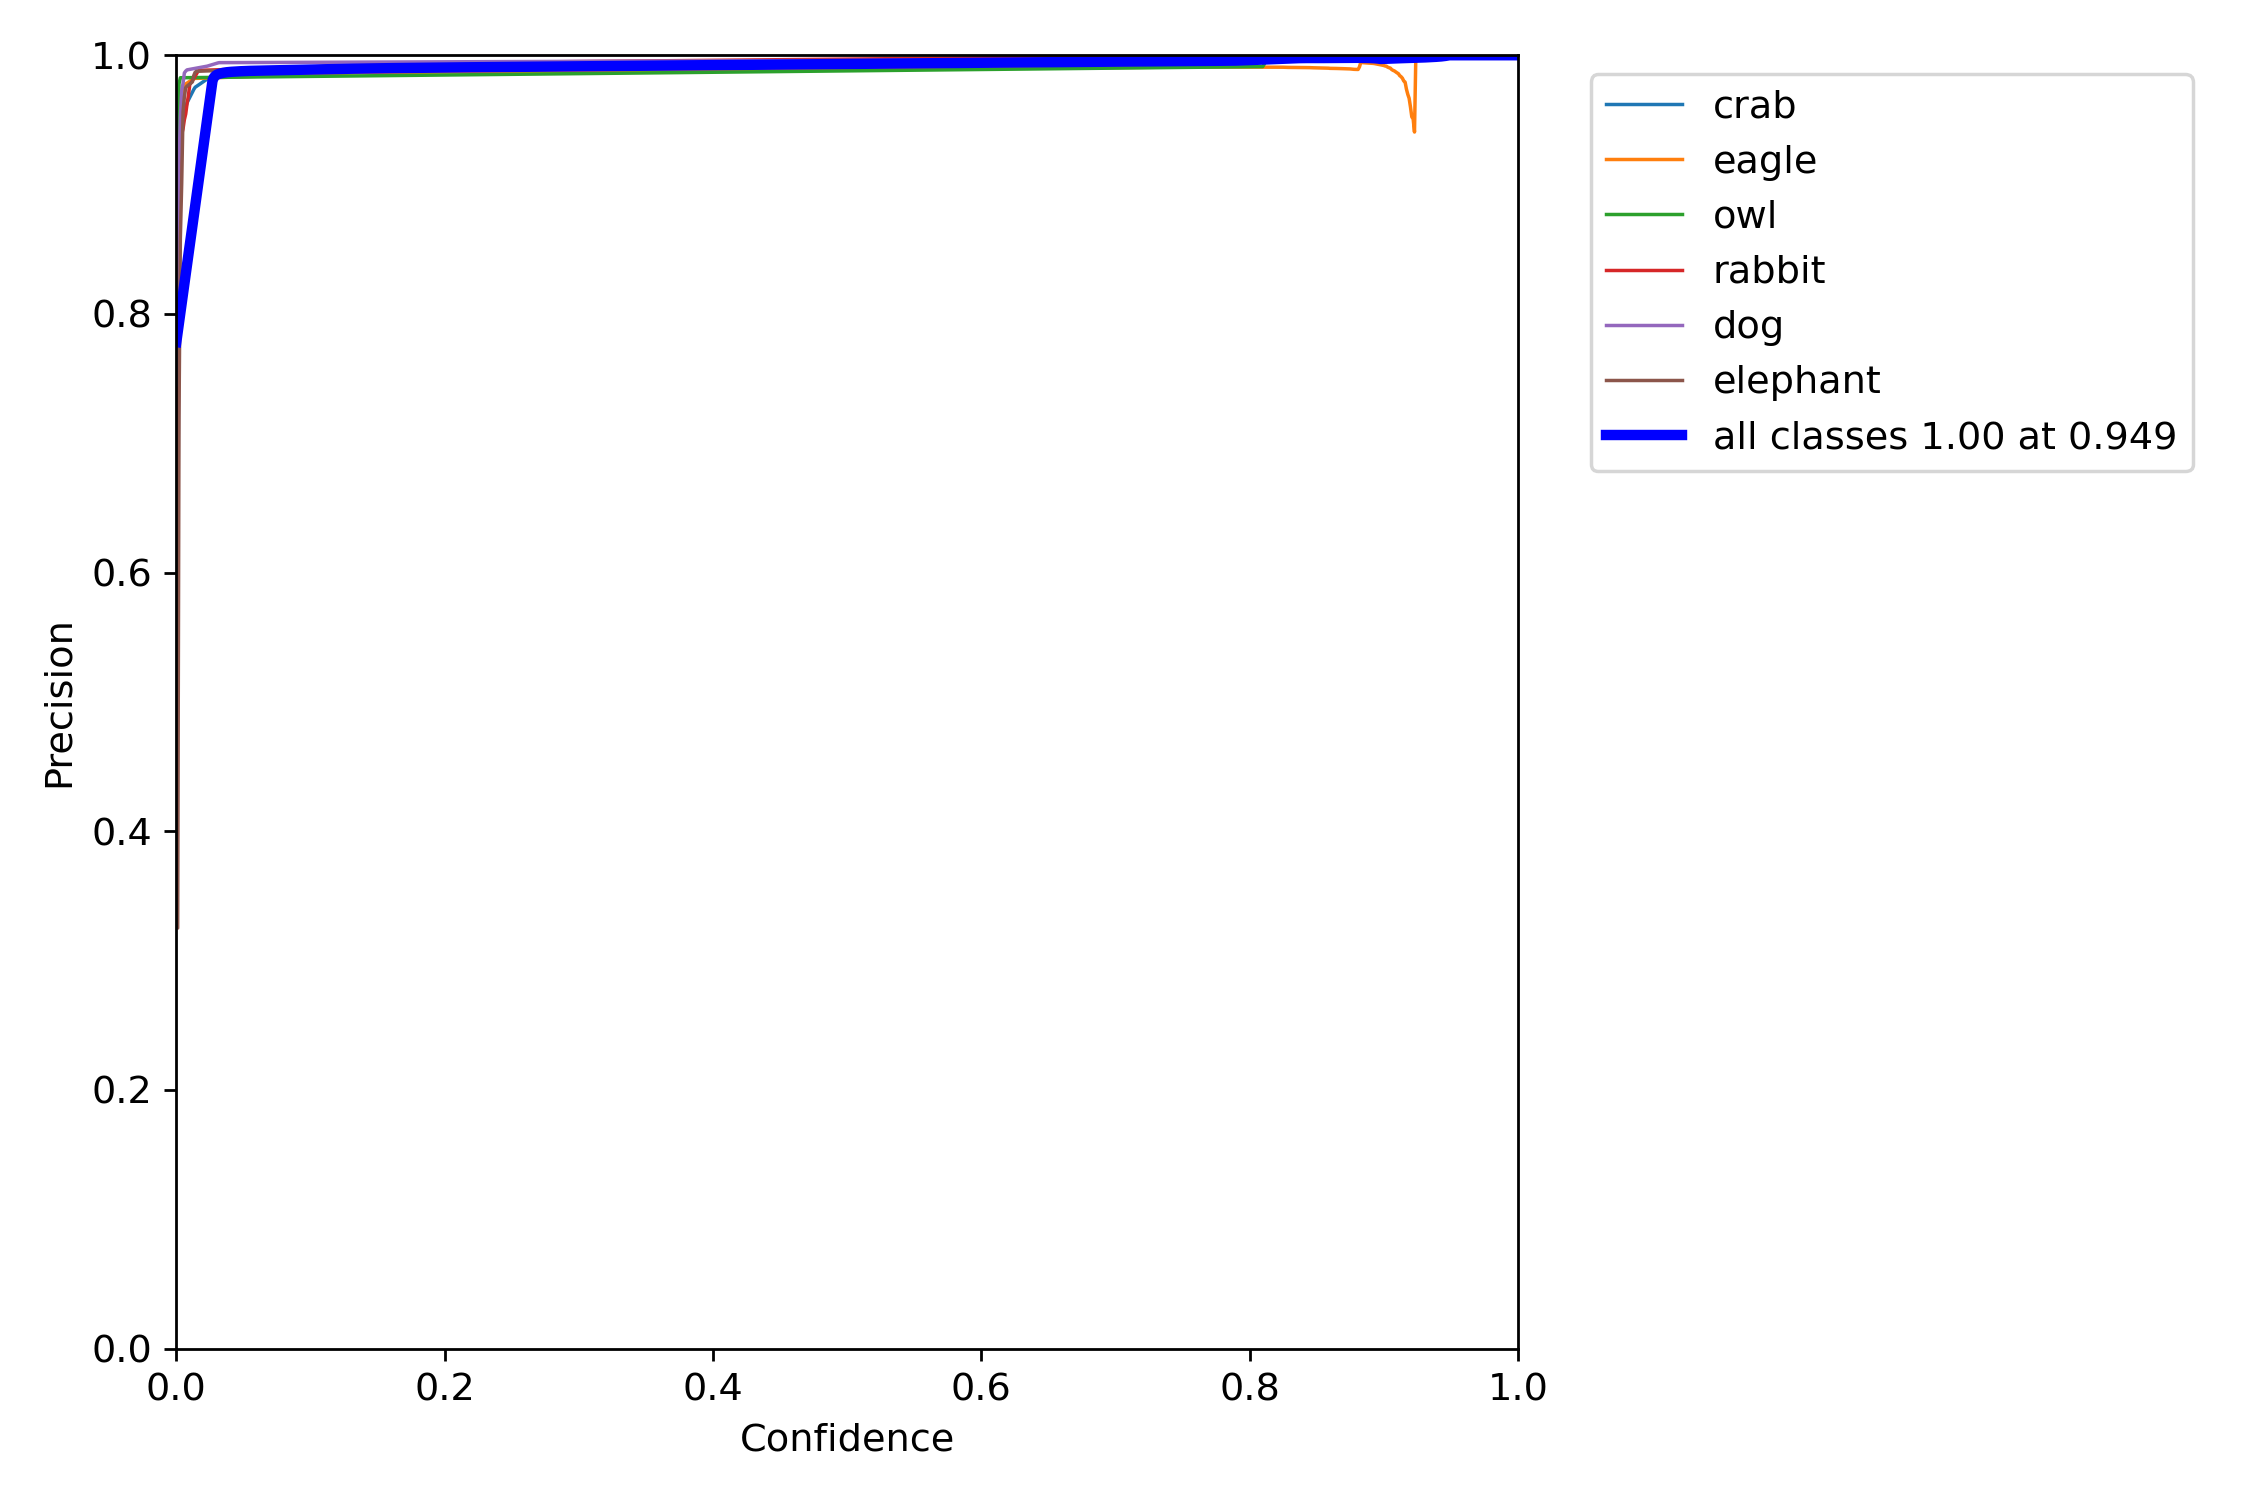 1.0
0.8
0.6
0.4
0.2
0.0
Precision
0.0 0.2 0.4 0.6 0.8 1.0
Confidence
crab
eagle
owl
rabbit
dog
elephant
all classes 1.00 at 0.949